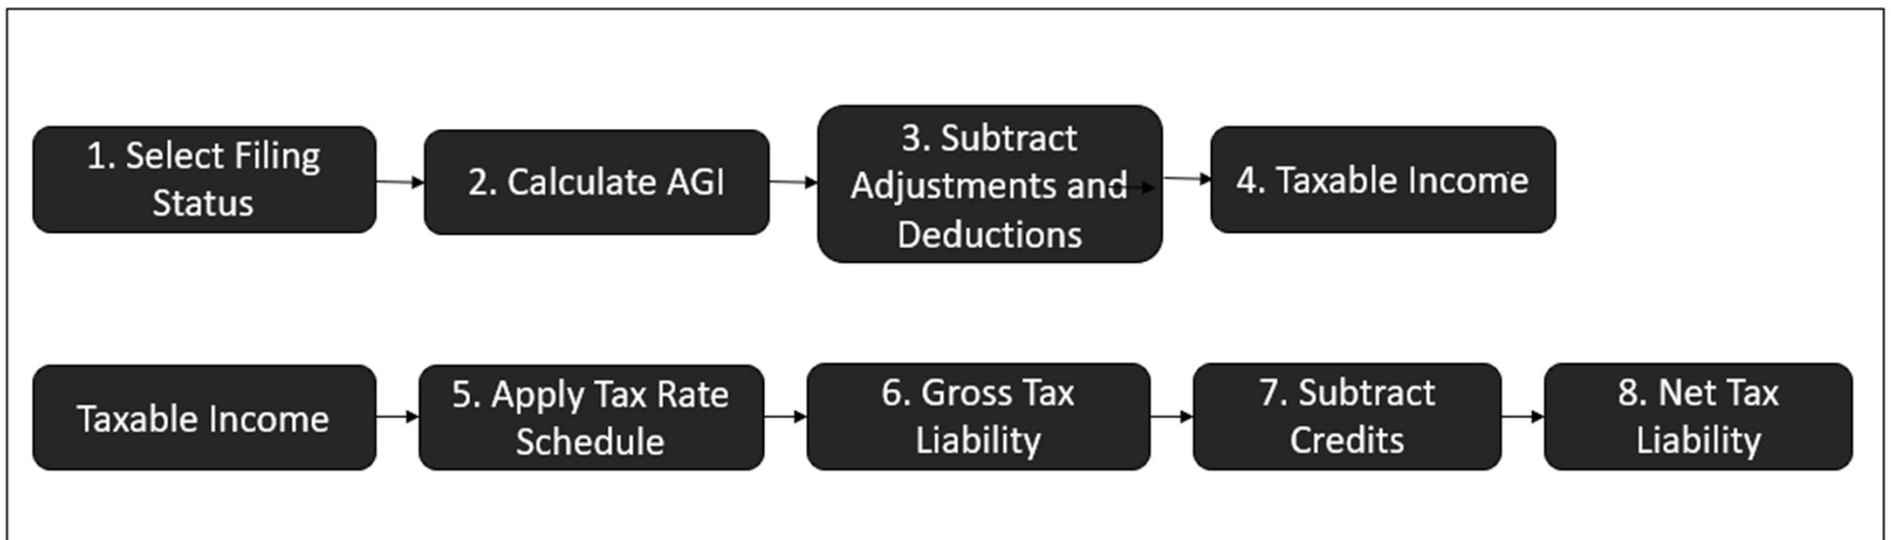 1. Select Filing
Status
2. Calculate AGI
3. Subtract
Adjustments and
Deductions
4. Taxable Income
Taxable Income
5. Apply Tax Rate
Schedule
6. Gross Tax
Liability
7. Subtract
Credits
8. Net Tax
Liability